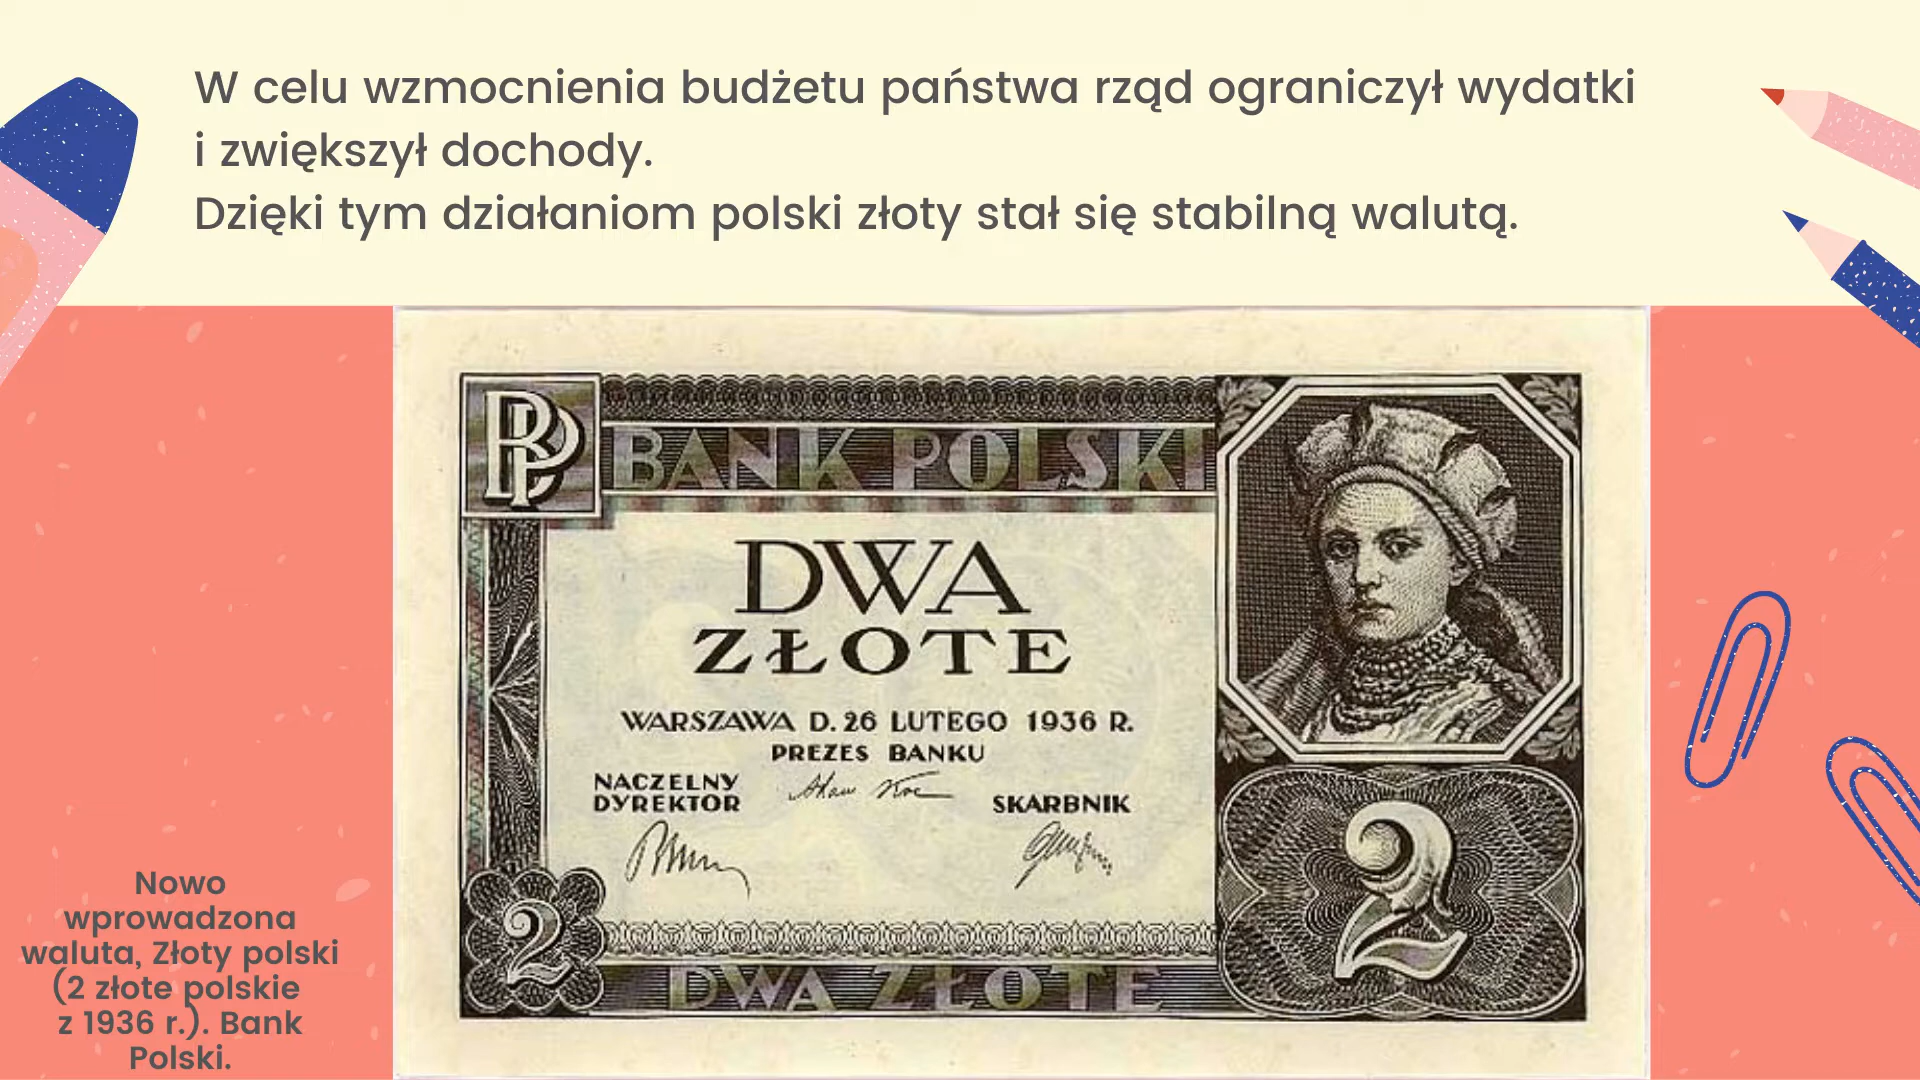 W celu wzmocnienia budżetu państwa rząd ograniczył wydatki
i zwiększył dochody.
Dzięki tym działaniom polski złoty stał się stabilną walutą.
BP
BANK POLSKI
DWA
ZŁOTE
WARSZAWA D. 26 LUTEGO 1936 R.
PREZES BANKU
NACZELNY
DYREKTOR
SKARBNIK
2
2
DWA ZŁOTE
Nowo
wprowadzona
waluta, Złoty polski
(2 złote polskie
z 1936 r.). Bank
Polski.